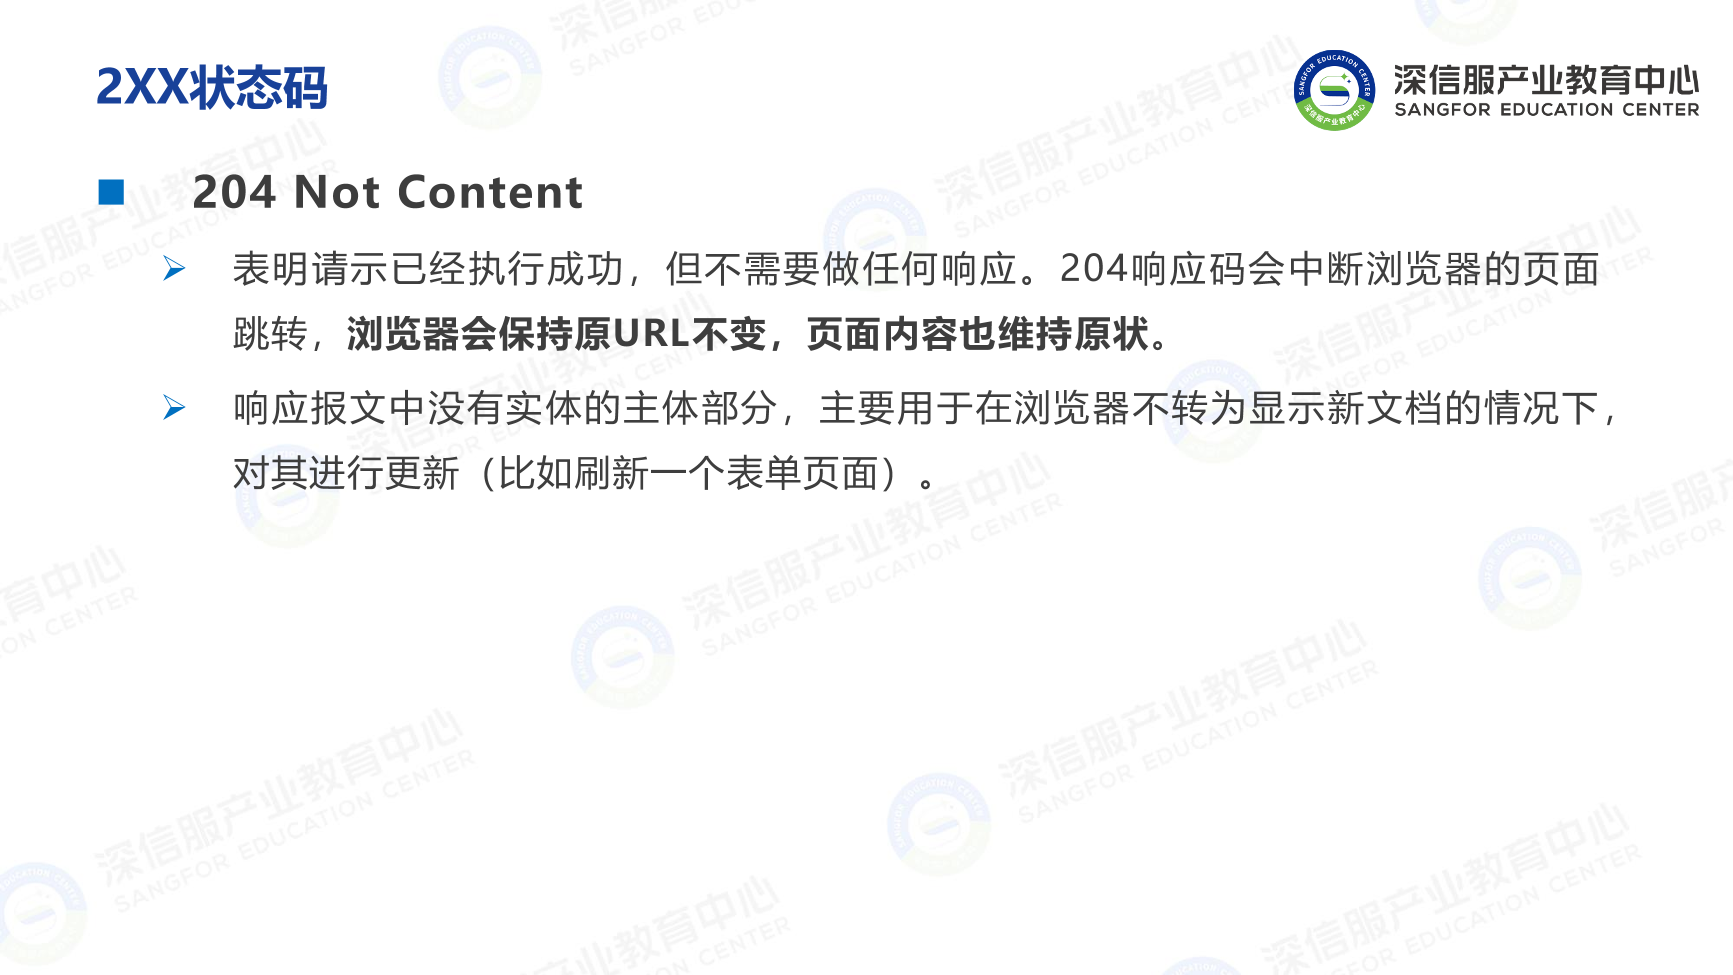 2XX状态码
深信服产业教育中心
SANGFOR EDUCATION CENTER
204 Not Content
表明请示已经执行成功，但不需要做任何响应。204响应码会中断浏览器的页面
跳转，浏览器会保持原URL不变，页面内容也维持原状。
响应报文中没有实体的主体部分，主要用于在浏览器不转为显示新文档的情况下，
对其进行更新（比如刷新一个表单页面）。